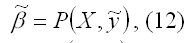 β̃ = P(X, ỹ), (12)